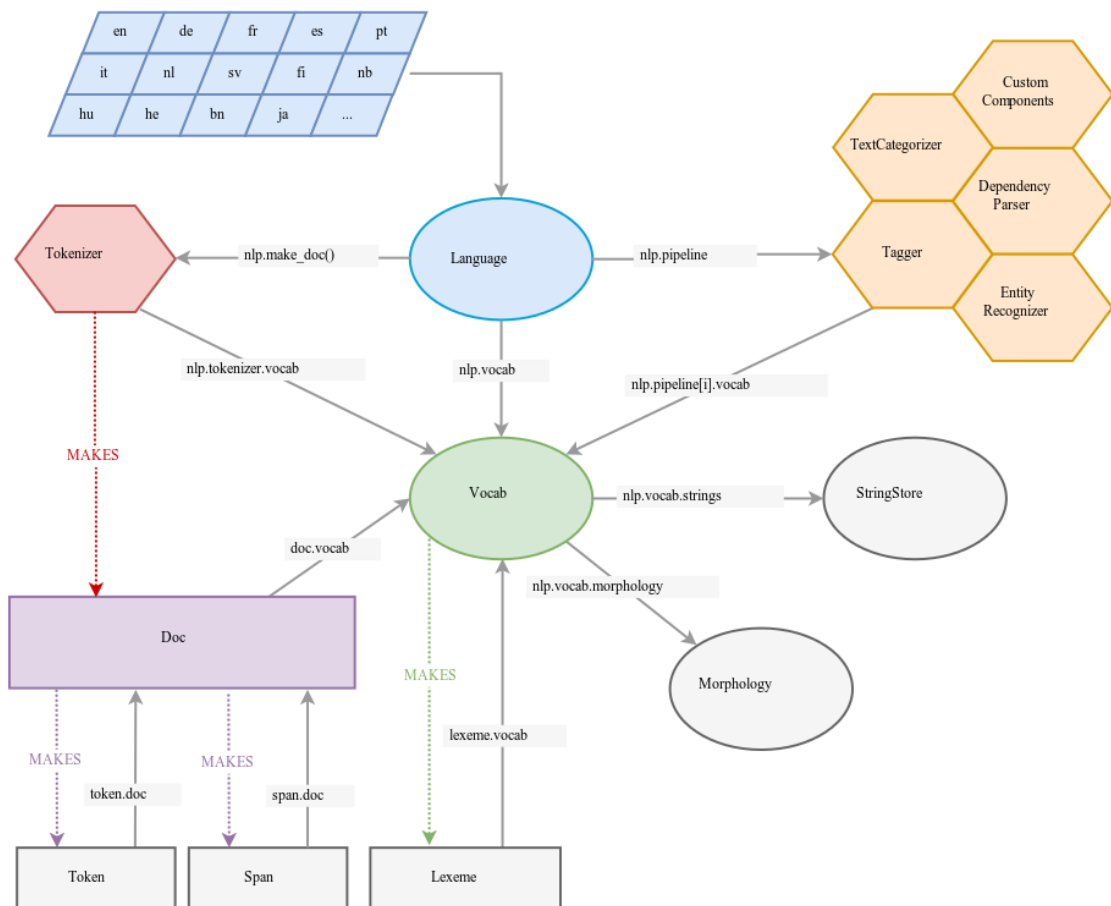 en de fr es pt
it nl sv fi nb
hu he bn ja ...
Custom
Components
TextCategorizer
Dependency
Parser
Tokenizer
nlp.make_doc()
Language
nlp.pipeline
Tagger
Entity
Recognizer
nlp.tokenizer.vocab
nlp.vocab
nlp.pipeline[i].vocab
MAKES
Vocab
nlp.vocab.strings
StringStore
doc.vocab
nlp.vocab.morphology
Doc
MAKES
Morphology
lexeme.vocab
MAKES
MAKES
token.doc
span.doc
Token
Span
Lexeme